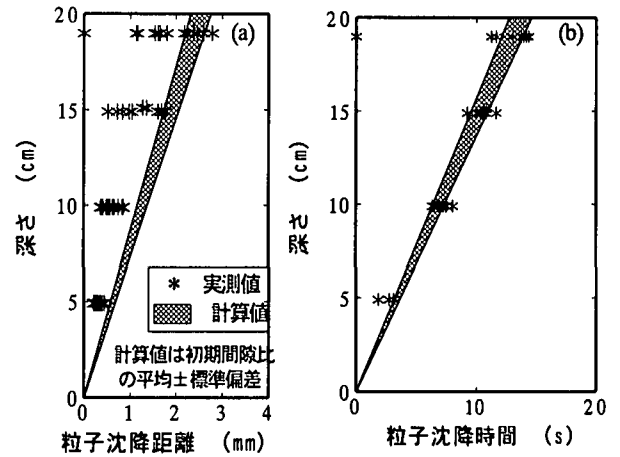 20
15
10
5
0
深さ (cm)
(a)
* 実測値
計算値
計算値は初期間隙比
の平均±標準偏差
0 1 2 3 4
粒子沈降距離 (mm)
20
15
10
5
0
深さ (cm)
(b)
0 10 20
粒子沈降時間 (s)